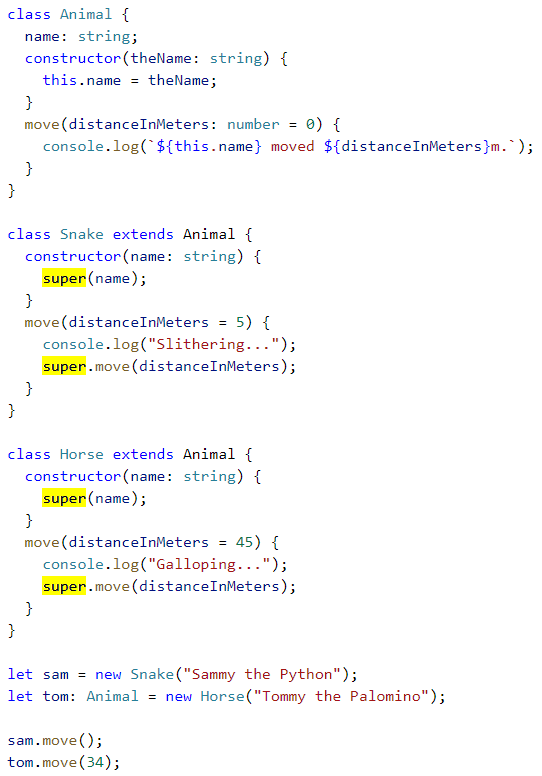 class Animal {
  name: string;
  constructor(theName: string) {
    this.name = theName;
  }
  move(distanceInMeters: number = 0) {
    console.log(`${this.name} moved ${distanceInMeters}m.`);
  }
}

class Snake extends Animal {
  constructor(name: string) {
    super(name);
  }
  move(distanceInMeters = 5) {
    console.log("Slithering...");
    super.move(distanceInMeters);
  }
}

class Horse extends Animal {
  constructor(name: string) {
    super(name);
  }
  move(distanceInMeters = 45) {
    console.log("Galloping...");
    super.move(distanceInMeters);
  }
}

let sam = new Snake("Sammy the Python");
let tom: Animal = new Horse("Tommy the Palomino");

sam.move();
tom.move(34);